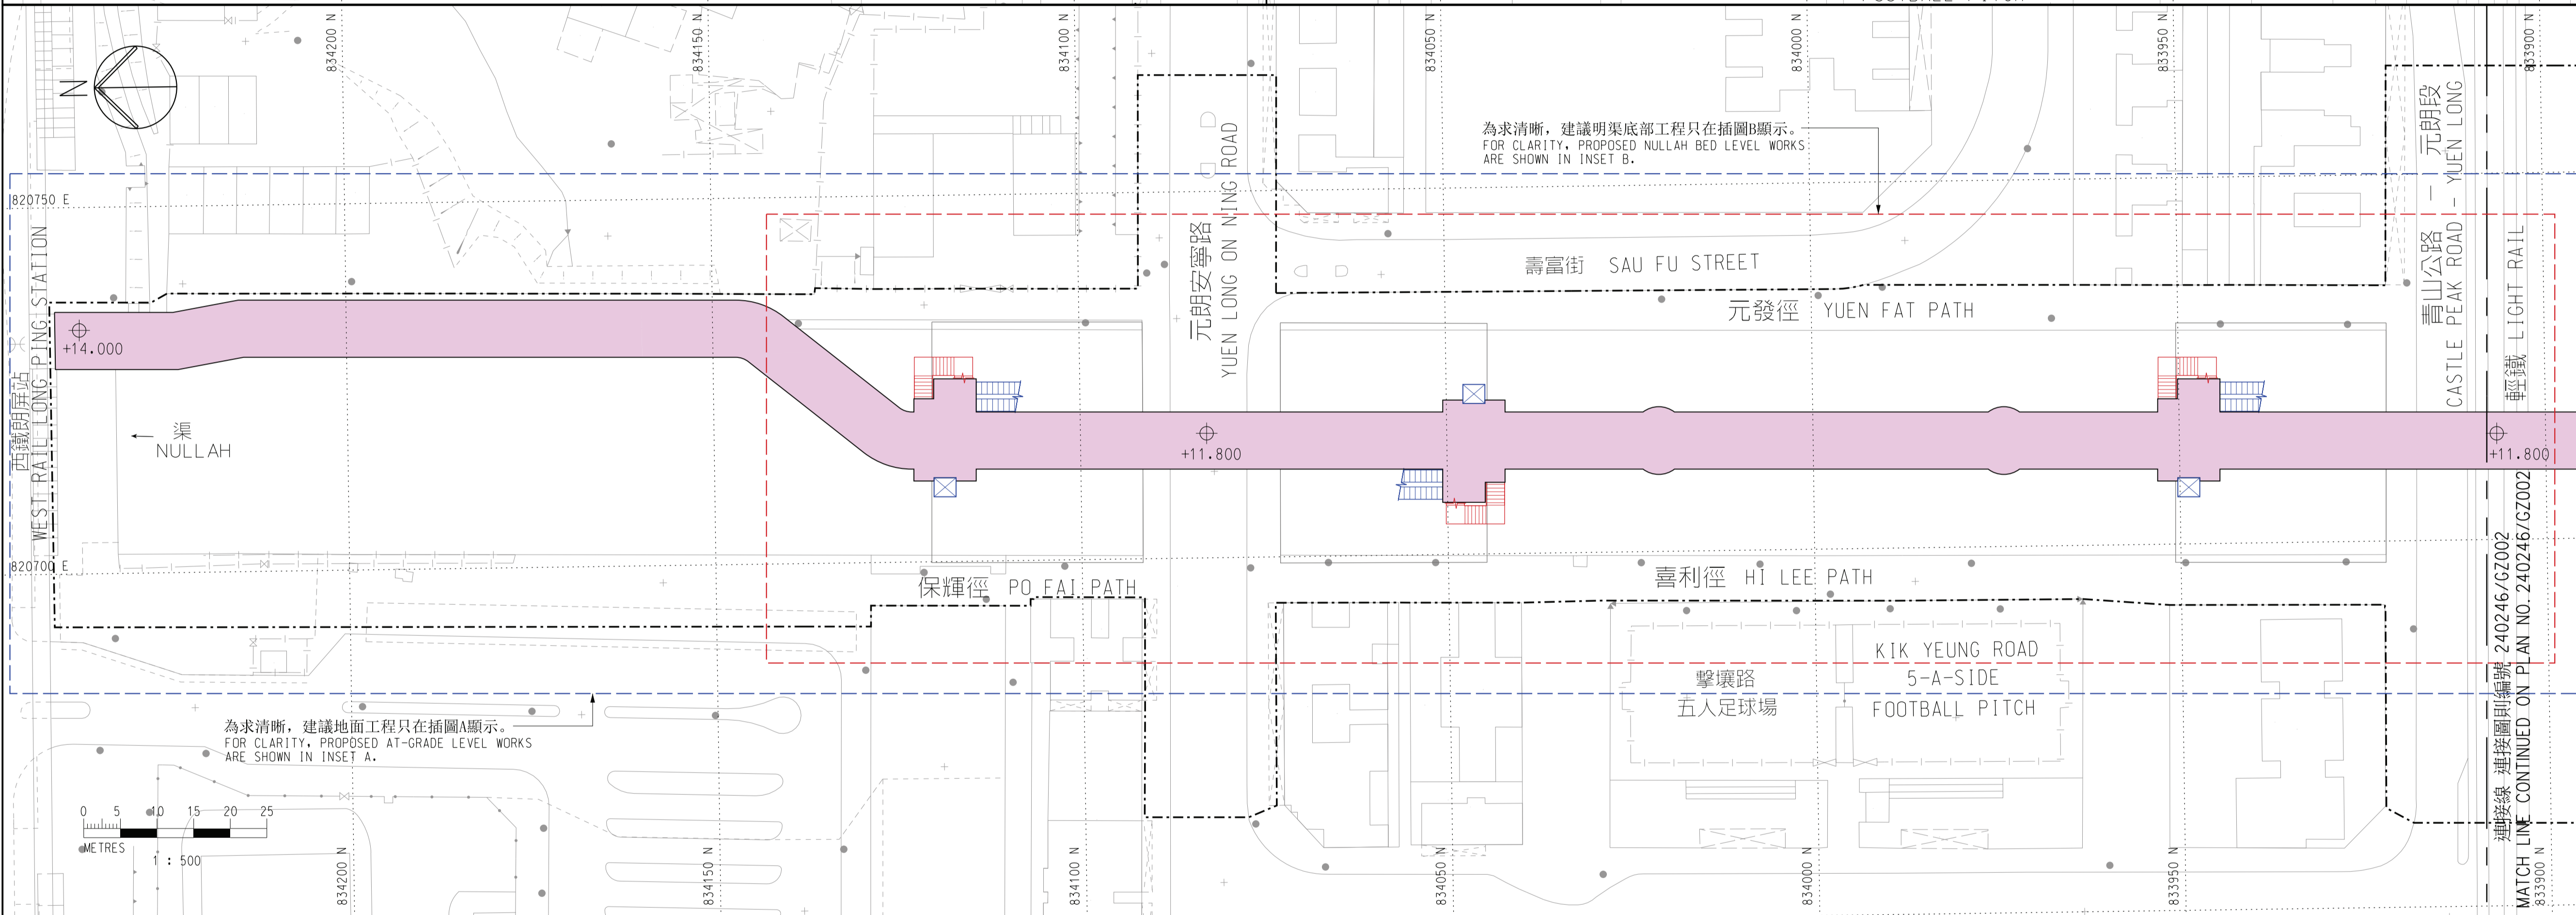 834200 N
834150 N
834100 N
834050 N
834000 N
833950 N
833900 N
N
820750 E
西鐵朗屏站
WEST RAIL LONG PING STATION
+14.000
渠
NULLAH
820700 E
元朗安寧路
YUEN LONG ON NING ROAD
為求清晰，建議明渠底部工程只在插圖B顯示。
FOR CLARITY, PROPOSED NULLAH BED LEVEL WORKS
ARE SHOWN IN INSET B.
壽富街 SAU FU STREET
元發徑 YUEN FAT PATH
青山公路 － 元朗段
CASTLE PEAK ROAD - YUEN LONG
輕鐵 LIGHT RAIL
+11.800
+11.800
保輝徑 PO FAI PATH
喜利徑 HI LEE PATH
擊壤路
五人足球場
KIK YEUNG ROAD
5-A-SIDE
FOOTBALL PITCH
連接線 連接圖則編號 240246/GZ002
MATCH LINE CONTINUED ON PLAN NO. 240246/GZ002
為求清晰，建議地面工程只在插圖A顯示。
FOR CLARITY, PROPOSED AT-GRADE LEVEL WORKS
ARE SHOWN IN INSET A.
0 5 10 15 20 25
METRES
1 : 500
834200 N
834150 N
834100 N
834050 N
834000 N
833950 N
833900 N